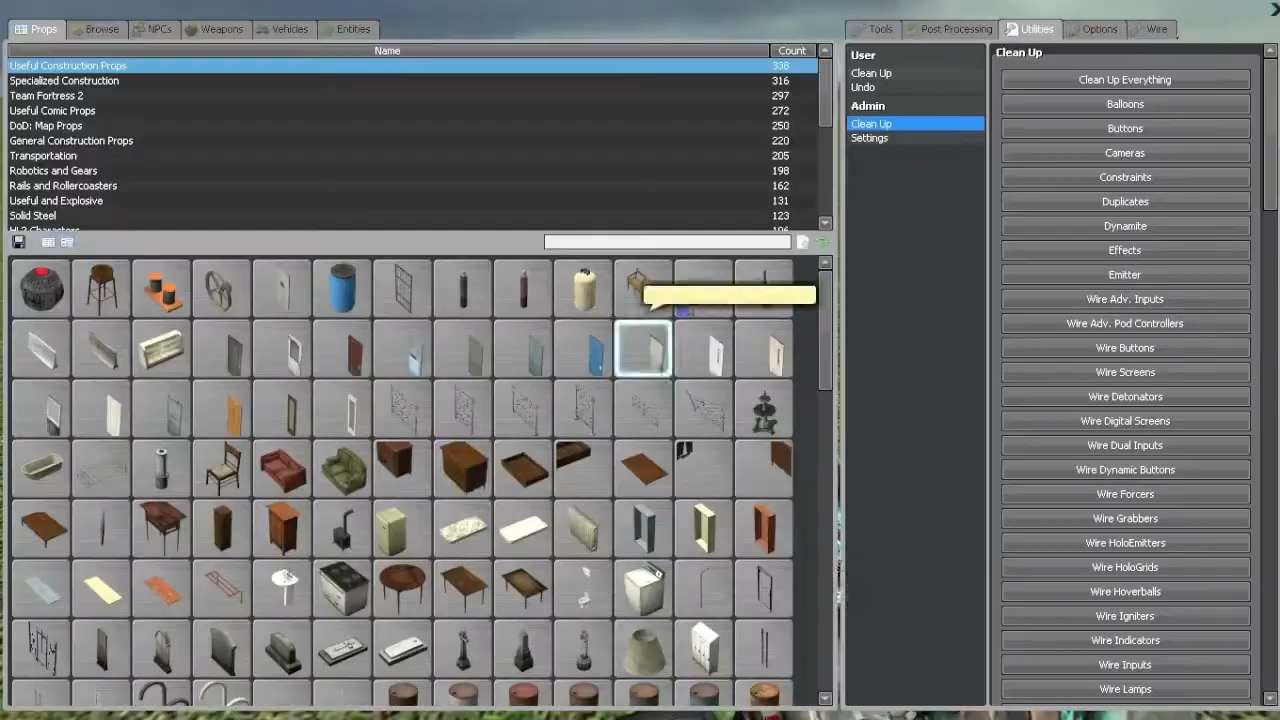 Props
Browse
NPCs
Weapons
Vehicles
Entities
Tools
Post Processing
Utilities
Options
Wire
Name
Count
Useful Construction Props 338
Specialized Construction 316
Team Fortress 2 297
Useful Comic Props 272
DoD: Map Props 250
General Construction Props 220
Transportation 205
Robotics and Gears 198
Rails and Rollercoasters 162
Useful and Explosive 131
Solid Steel 123
HL2 Characters 106
User
Clean Up
Undo
Admin
Clean Up
Settings
Clean Up
Clean Up Everything
Balloons
Buttons
Cameras
Constraints
Duplicates
Dynamite
Effects
Emitter
Wire Adv. Inputs
Wire Adv. Pod Controllers
Wire Buttons
Wire Screens
Wire Detonators
Wire Digital Screens
Wire Dual Inputs
Wire Dynamic Buttons
Wire Forcers
Wire Grabbers
Wire HoloEmitters
Wire HoloGrids
Wire Hoverballs
Wire Igniters
Wire Indicators
Wire Inputs
Wire Lamps